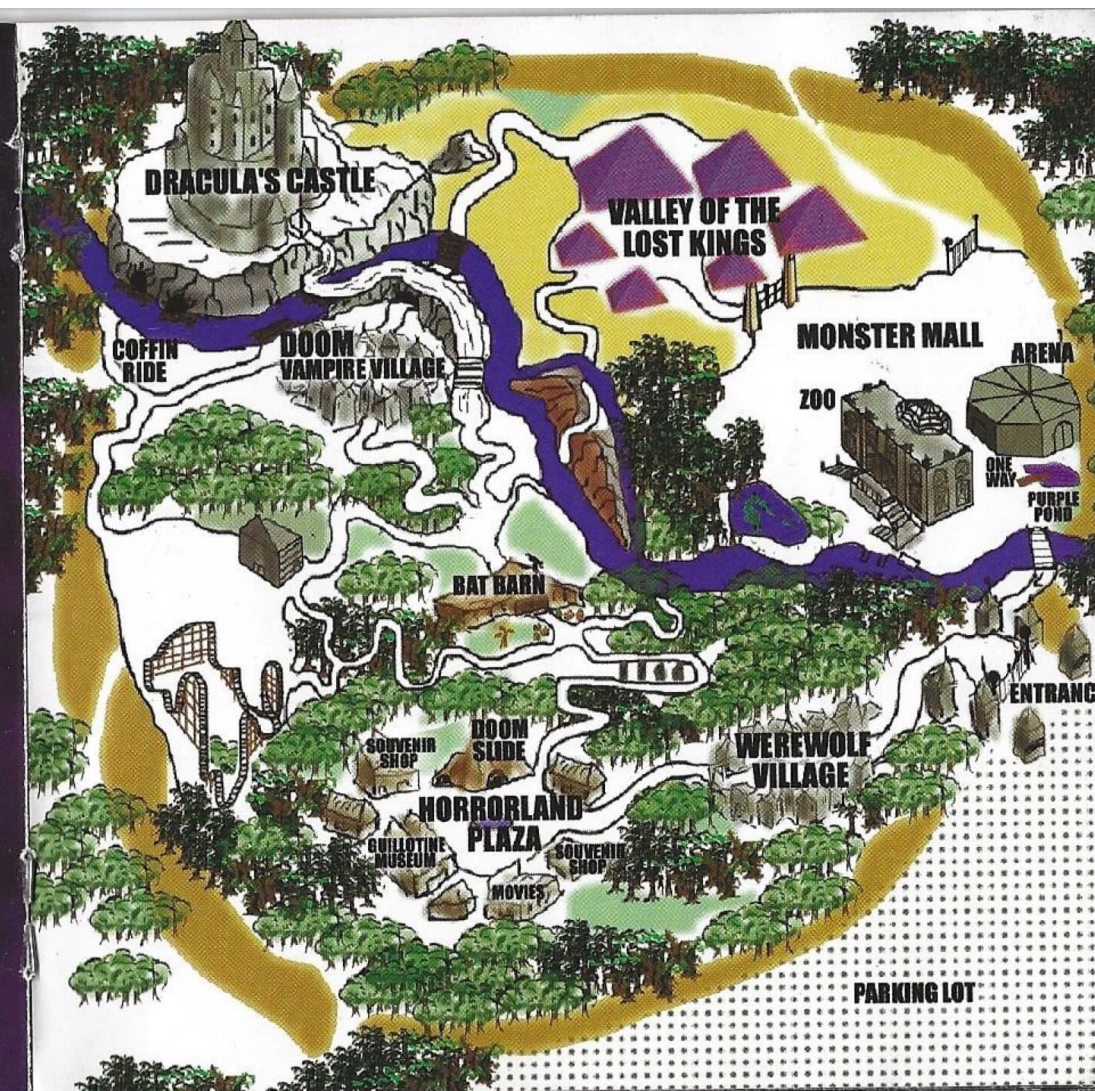 DRACULA'S CASTLE
VALLEY OF THE
LOST KINGS
COFFIN
RIDE
DOOM
VAMPIRE VILLAGE
MONSTER MALL
ARENA
ZOO
ONE
WAY
PURPLE
POND
BAT BARN
ENTRANC
DOOM
SLIDE
SOUVENIR
SHOP
WEREWOLF
VILLAGE
HORRORLAND
PLAZA
GUILLOTINE
MUSEUM
SOUVENIR
SHOP
MOVIES
PARKING LOT